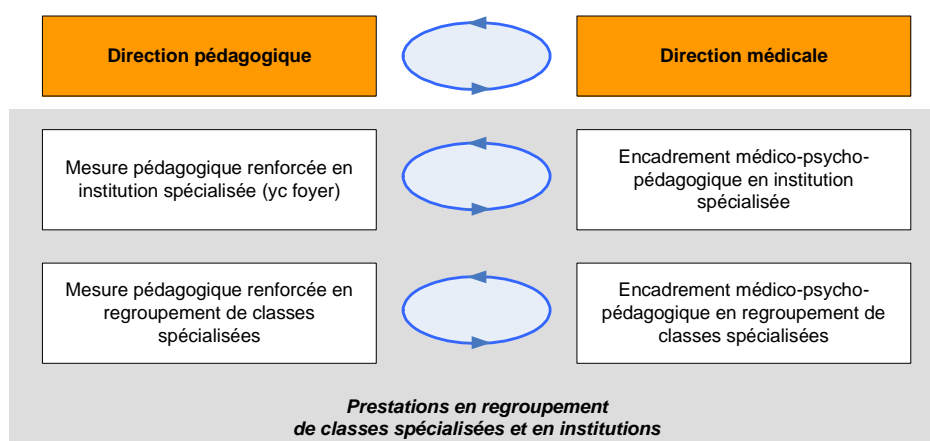 Direction pédagogique
Direction médicale
Mesure pédagogique renforcée en
institution spécialisée (yc foyer)
Encadrement médico-psycho-
pédagogique en institution
spécialisée
Mesure pédagogique renforcée en
regroupement de classes
spécialisées
Encadrement médico-psycho-
pédagogique en regroupement de
classes spécialisées
Prestations en regroupement
de classes spécialisées et en institutions